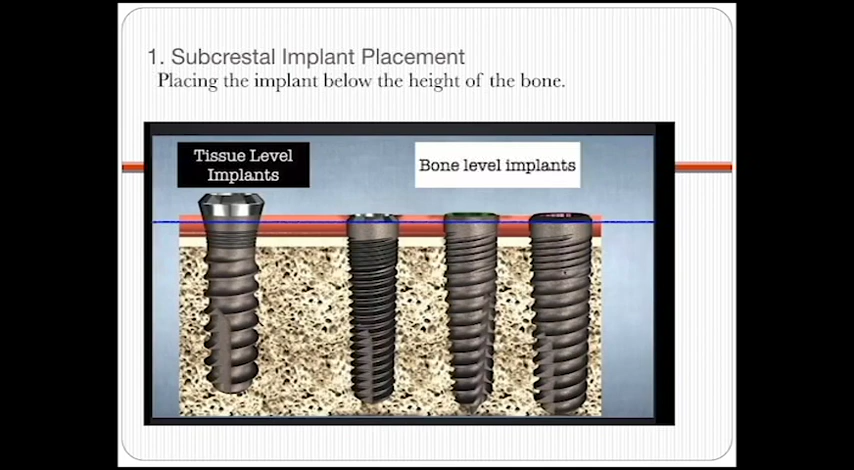 1. Subcrestal Implant Placement
Placing the implant below the height of the bone.
Tissue Level
Implants
Bone level implants